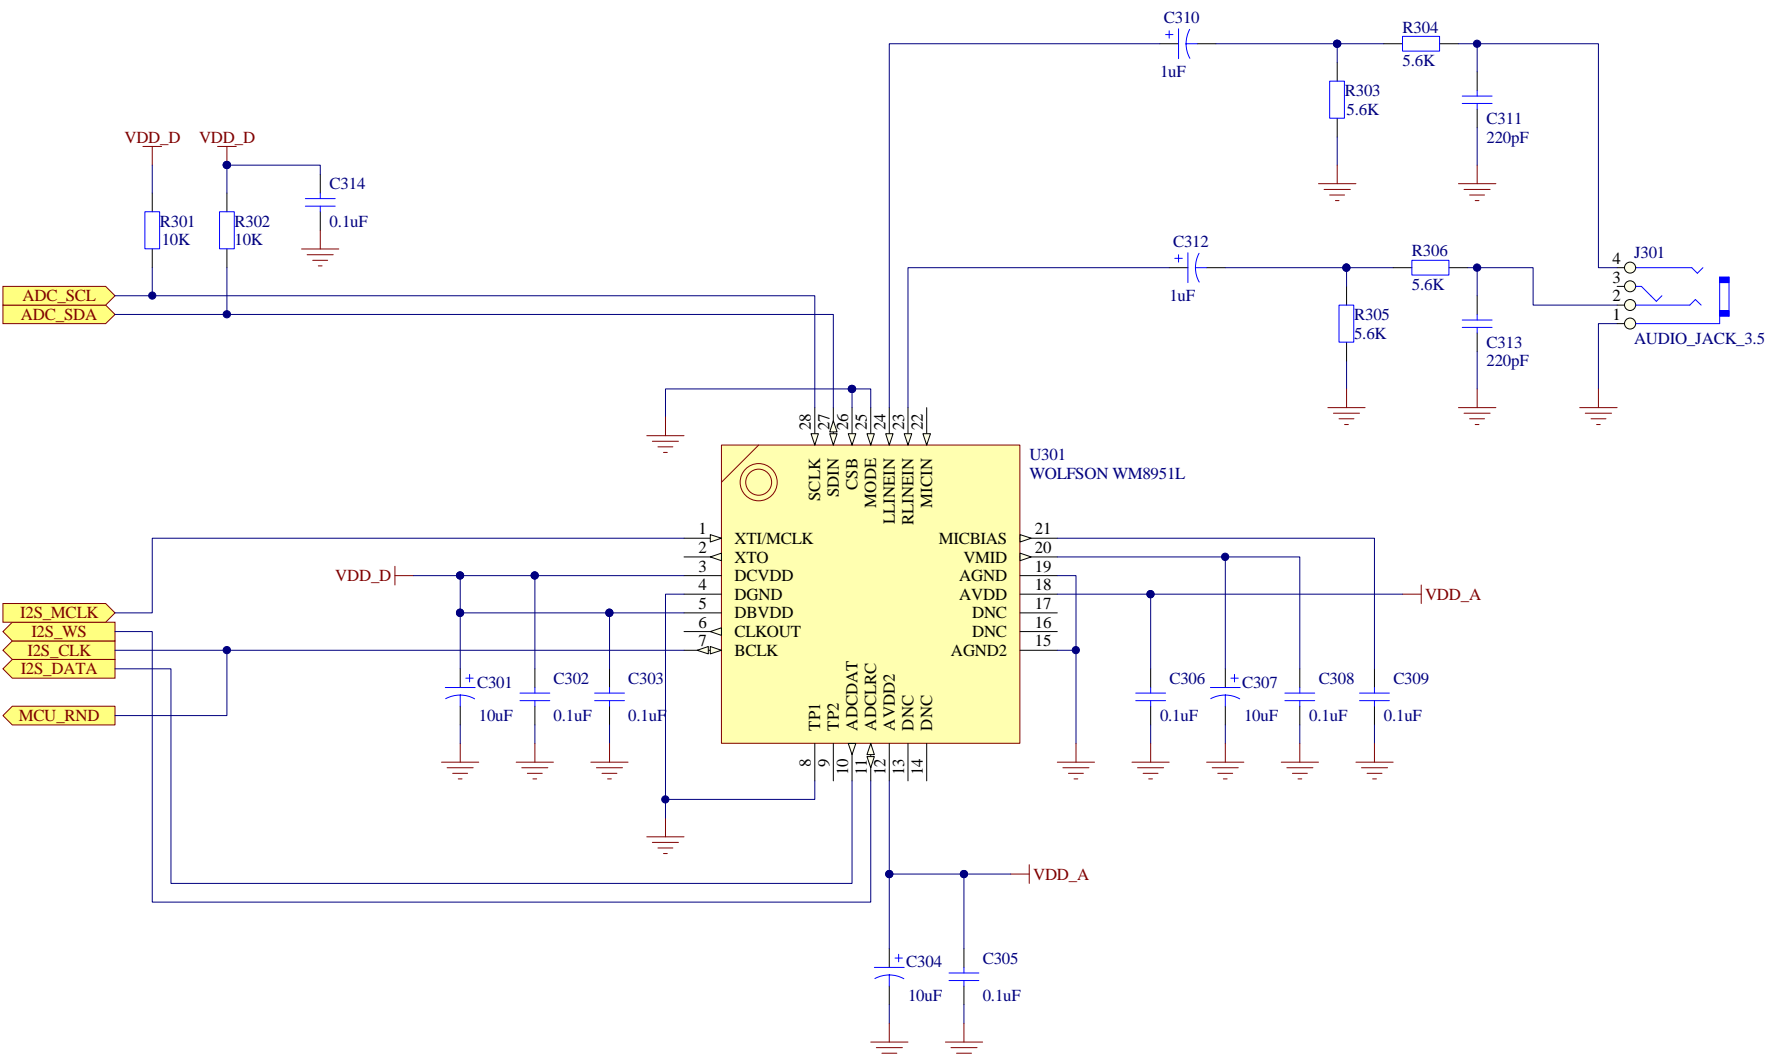 C310
+
1uF
R304
5.6K
R303
5.6K
C311
220pF
VDD_D
VDD_D
C314
0.1uF
R301
10K
R302
10K
C312
+
1uF
R306
5.6K
R305
5.6K
C313
220pF
J301
4
3
2
1
AUDIO_JACK_3.5
ADC_SCL
ADC_SDA
28
27
26
25
24
23
22
SCLK
SDIN
CSB
MODE
LLINEIN
RLINEIN
MICIN
U301
WOLFSON WM8951L
1
XTI/MCLK
2
XTO
3
DCVDD
4
DGND
5
DBVDD
6
CLKOUT
7
BCLK
MICBIAS
21
VMID
20
AGND
19
AVDD
18
DNC
17
DNC
16
AGND2
15
VDD_D
VDD_A
I2S_MCLK
I2S_WS
I2S_CLK
I2S_DATA
MCU_RND
+
C301
10uF
C302
0.1uF
C303
0.1uF
TP1
TP2
ADCDAT
ADCLRC
AVDD2
DNC
DNC
8
9
10
11
12
13
14
C306
0.1uF
+
C307
10uF
C308
0.1uF
C309
0.1uF
VDD_A
+
C304
10uF
C305
0.1uF